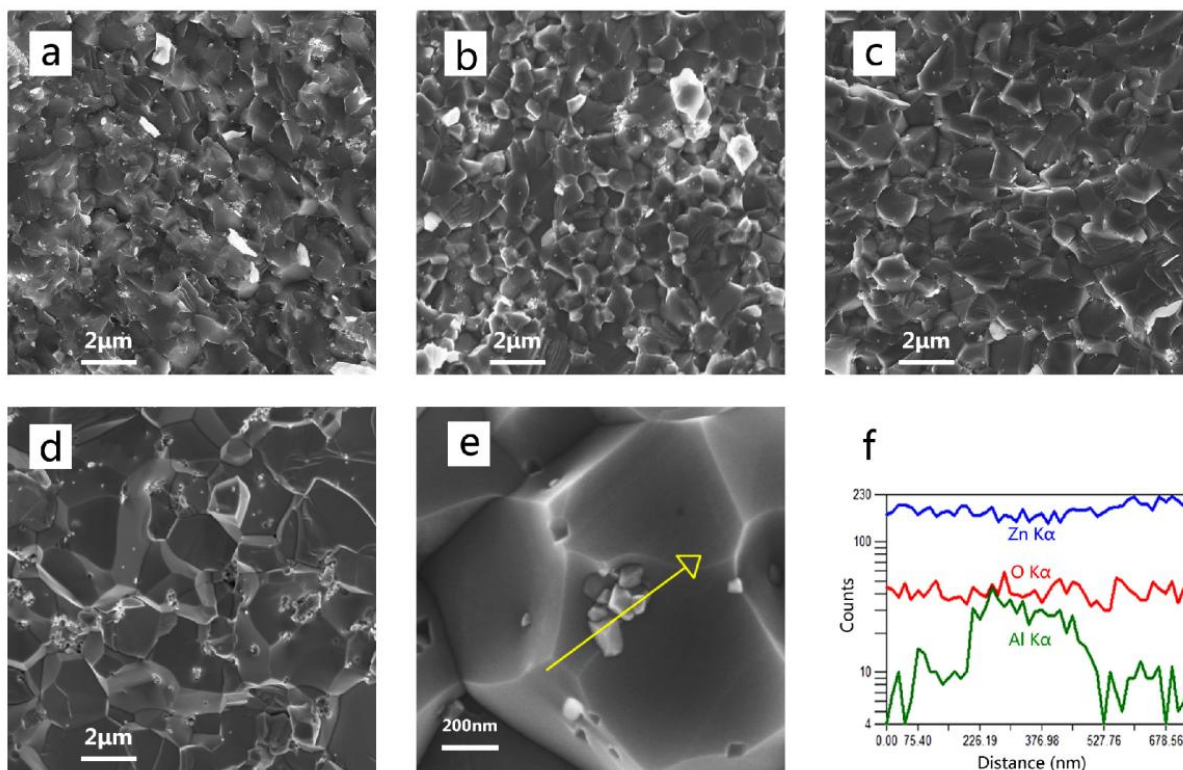 a
b
c
2μm
2μm
2μm
d
e
f
2μm
200nm
230
100
10
4
Counts
Zn Kα
O Kα
Al Kα
0.00 75.40 226.19 376.98 527.76 678.56
Distance (nm)